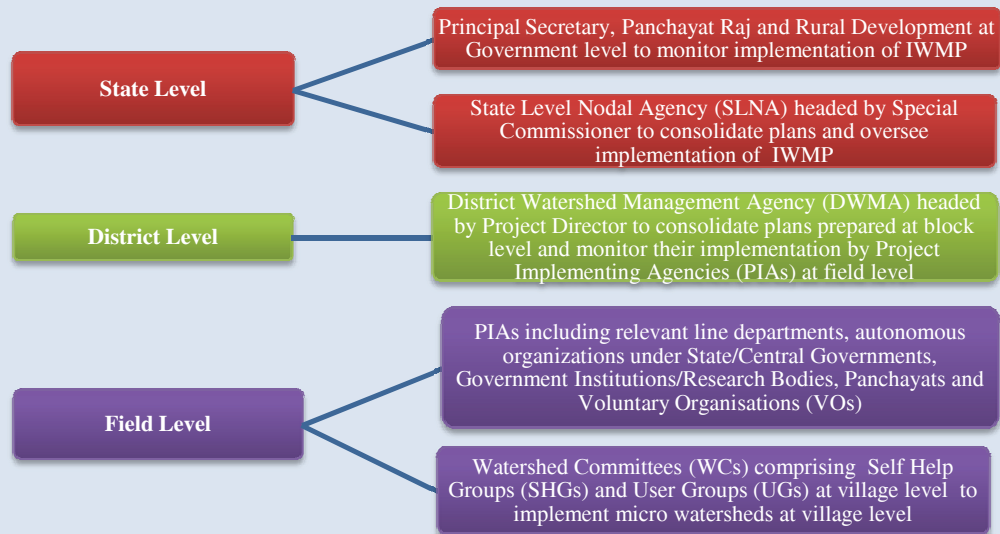 State Level
Principal Secretary, Panchayat Raj and Rural Development at
Government level to monitor implementation of IWMP
State Level Nodal Agency (SLNA) headed by Special
Commissioner to consolidate plans and oversee
implementation of IWMP
District Level
District Watershed Management Agency (DWMA) headed
by Project Director to consolidate plans prepared at block
level and monitor their implementation by Project
Implementing Agencies (PIAs) at field level
Field Level
PIAs including relevant line departments, autonomous
organizations under State/Central Governments,
Government Institutions/Research Bodies, Panchayats and
Voluntary Organisations (VOs)
Watershed Committees (WCs) comprising Self Help
Groups (SHGs) and User Groups (UGs) at village level to
implement micro watersheds at village level